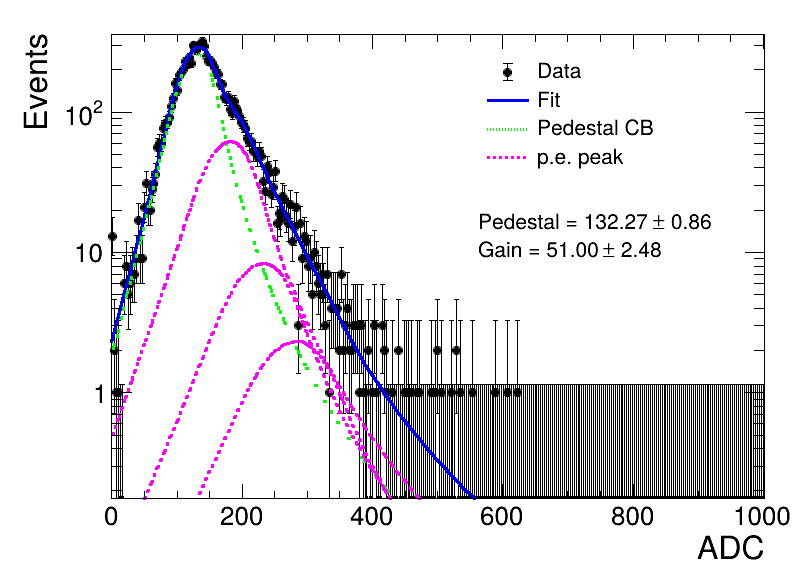 Events
10²
10
1
0
200
400
600
800
1000
ADC
Data
Fit
Pedestal CB
p.e. peak
Pedestal = 132.27 ± 0.86
Gain = 51.00 ± 2.48